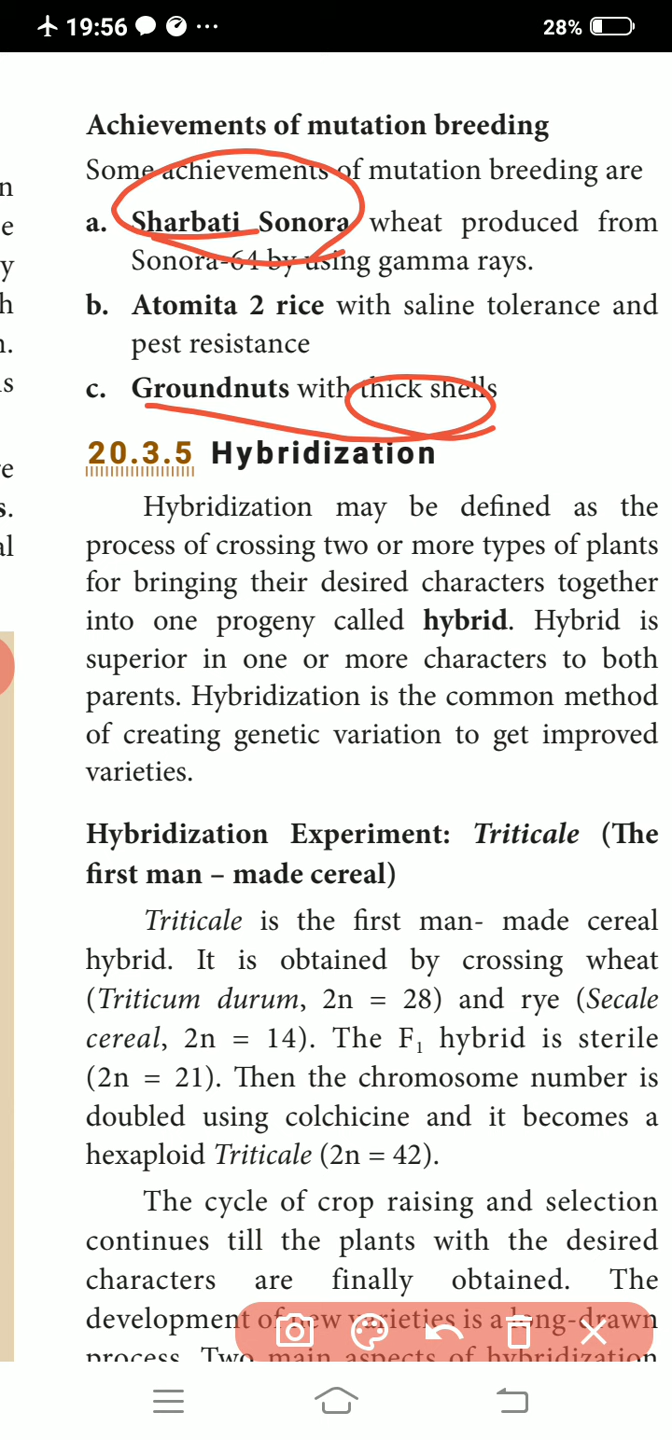 19:56
28%
Achievements of mutation breeding
Some achievements of mutation breeding are
a. Sharbati Sonora wheat produced from
Sonora-64 by using gamma rays.
b. Atomita 2 rice with saline tolerance and
pest resistance
c. Groundnuts with thick shells
20.3.5 Hybridization
Hybridization may be defined as the
process of crossing two or more types of plants
for bringing their desired characters together
into one progeny called hybrid. Hybrid is
superior in one or more characters to both
parents. Hybridization is the common method
of creating genetic variation to get improved
varieties.
Hybridization Experiment: Triticale (The
first man – made cereal)
Triticale is the first man- made cereal
hybrid. It is obtained by crossing wheat
(Triticum durum, 2n = 28) and rye (Secale
cereal, 2n = 14). The F₁ hybrid is sterile
(2n = 21). Then the chromosome number is
doubled using colchicine and it becomes a
hexaploid Triticale (2n = 42).
The cycle of crop raising and selection
continues till the plants with the desired
characters are finally obtained. The
development of new varieties is a long-drawn
process. Two main aspects of hybridization
n
e
y
h
n.
s
e
s.
al